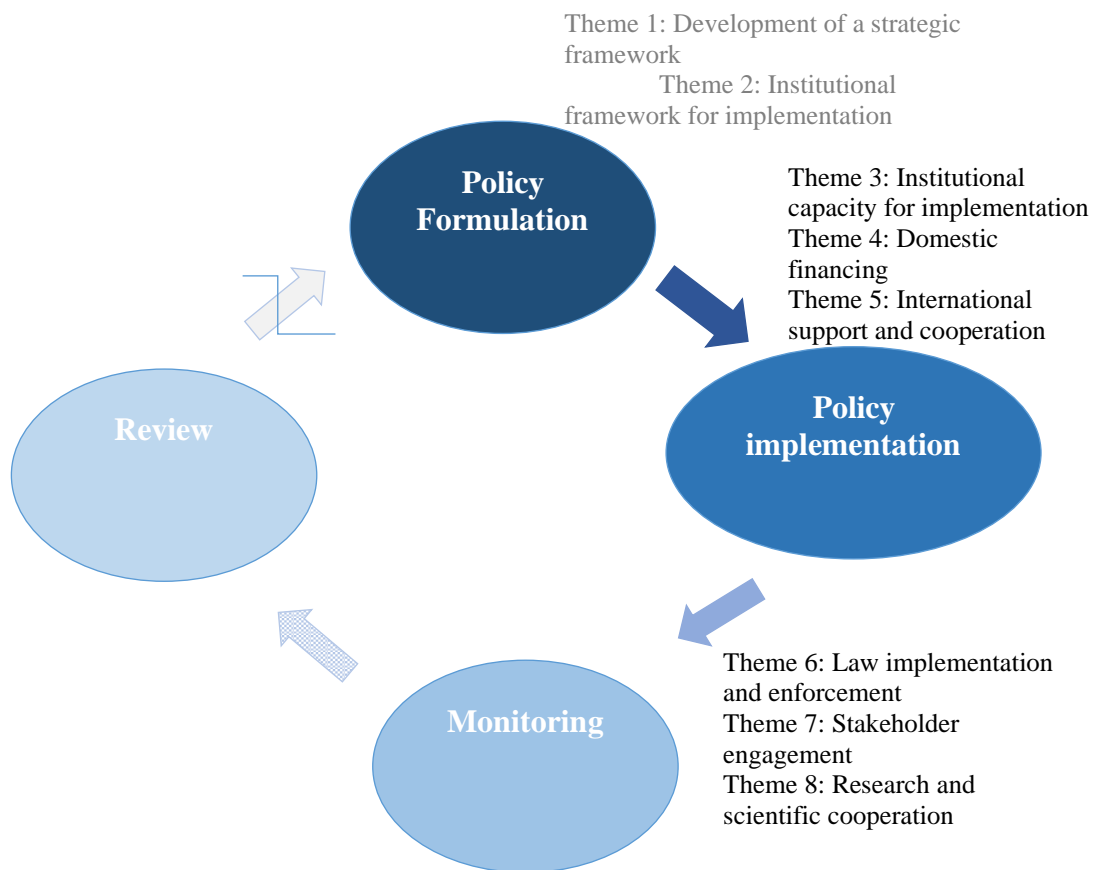 Theme 1: Development of a strategic
framework
Theme 2: Institutional
framework for implementation
Policy
Formulation
Theme 3: Institutional
capacity for implementation
Theme 4: Domestic
financing
Theme 5: International
support and cooperation
Policy
implementation
Review
Monitoring
Theme 6: Law implementation
and enforcement
Theme 7: Stakeholder
engagement
Theme 8: Research and
scientific cooperation